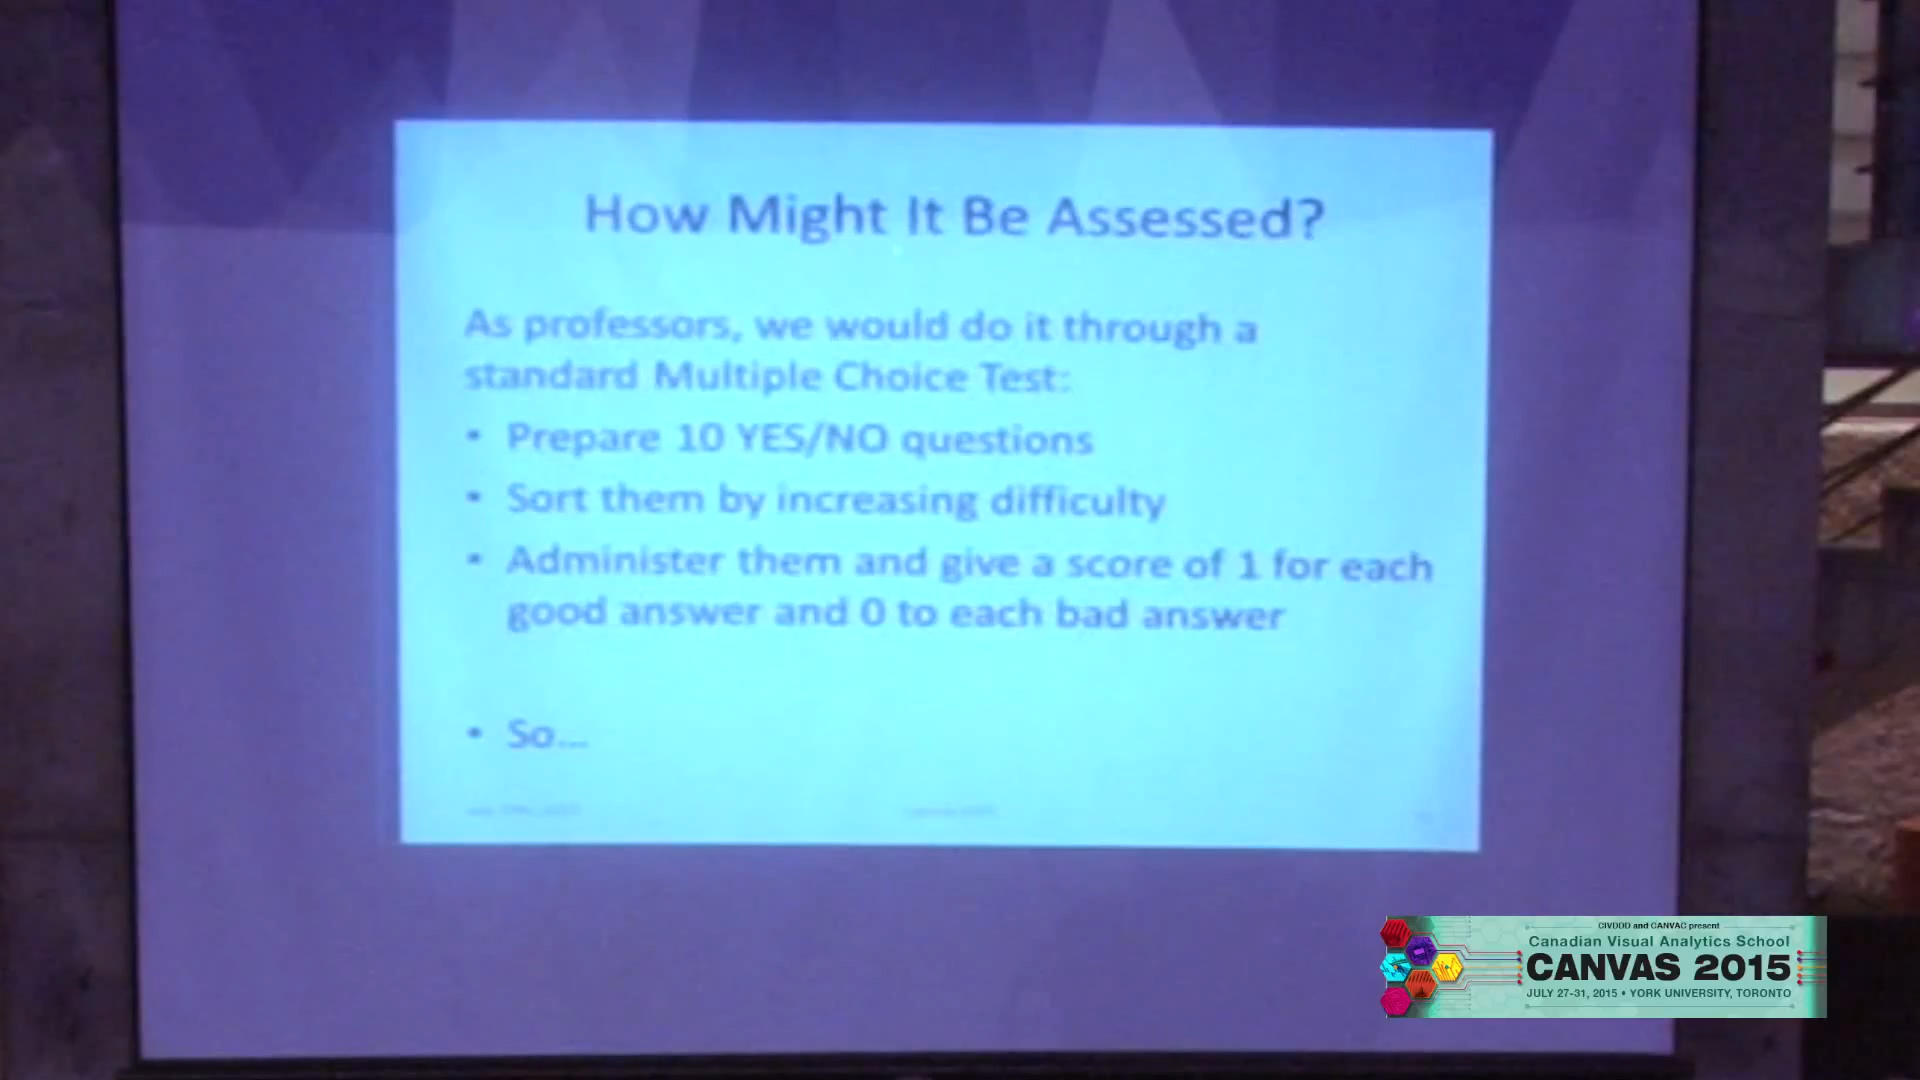 How Might It Be Assessed?
As professors, we would do it through a
standard Multiple Choice Test:
• Prepare 10 YES/NO questions
• Sort them by increasing difficulty
• Administer them and give a score of 1 for each
good answer and 0 to each bad answer
• So...
CIVDDD and CANVAC present
Canadian Visual Analytics School
CANVAS 2015
JULY 27-31, 2015 • YORK UNIVERSITY, TORONTO